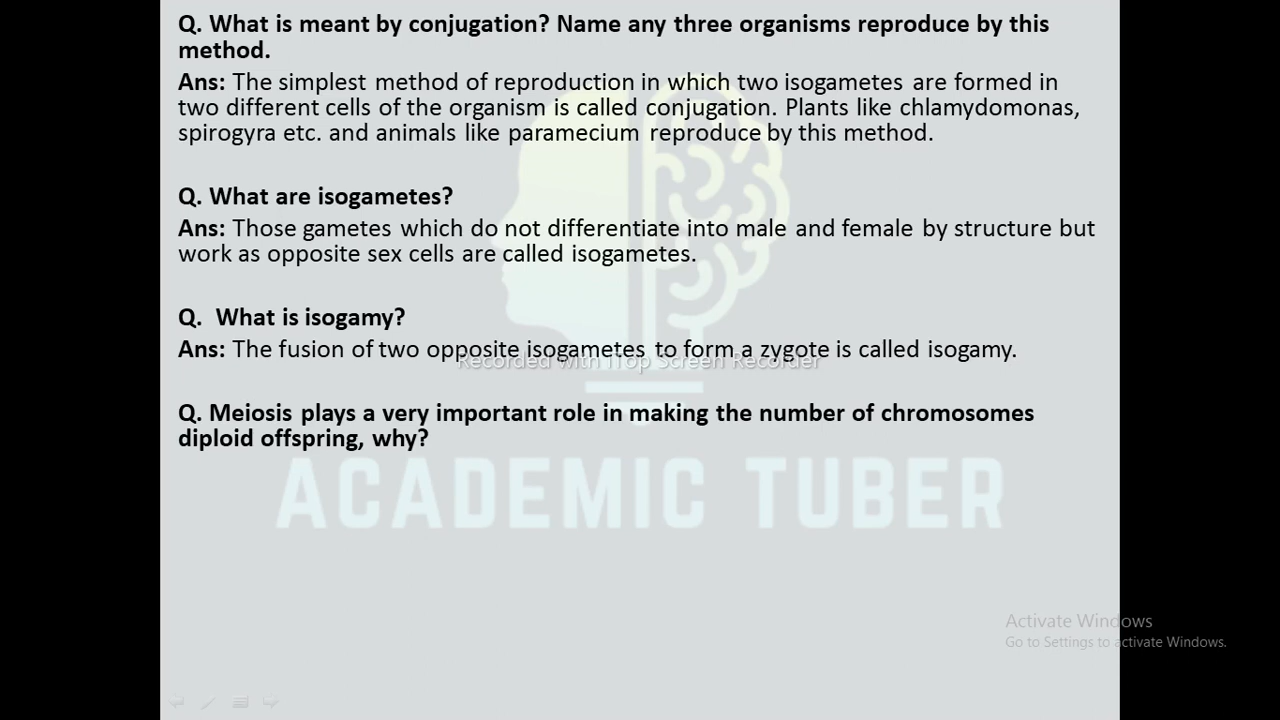 Q. What is meant by conjugation? Name any three organisms reproduce by this
method.
Ans: The simplest method of reproduction in which two isogametes are formed in
two different cells of the organism is called conjugation. Plants like chlamydomonas,
spirogyra etc. and animals like paramecium reproduce by this method.
Q. What are isogametes?
Ans: Those gametes which do not differentiate into male and female by structure but
work as opposite sex cells are called isogametes.
Q. What is isogamy?
Ans: The fusion of two opposite isogametes to form a zygote is called isogamy.
Recorded with iTop Screen Recorder
Q. Meiosis plays a very important role in making the number of chromosomes
diploid offspring, why?
ACADEMIC TUBER
Activate Windows
Go to Settings to activate Windows.